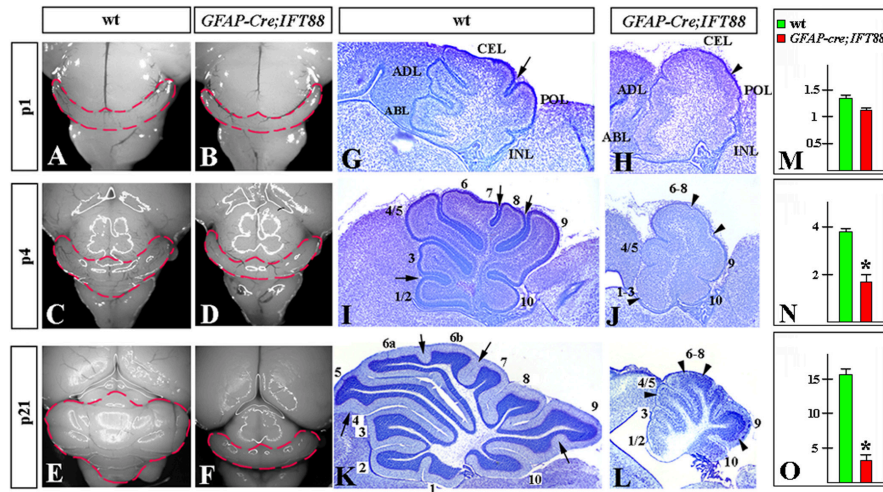 wt
GFAP-Cre;IFT88
wt
GFAP-Cre;IFT88
wt
GFAP-cre;IFT88
p1
A
B
CEL
ADL
ABL
POL
INL
G
CEL
ADL
ABL
POL
INL
H
1.5
1
0.5
M
p4
C
D
6
7
8
4/5
9
3
1/2
10
I
6-8
4/5
9
1-3
10
J
4
2
*
N
p21
E
F
6a
6b
7
5
8
4
3
9
2
1
10
K
6-8
4/5
3
9
1/2
10
L
15
10
5
*
O